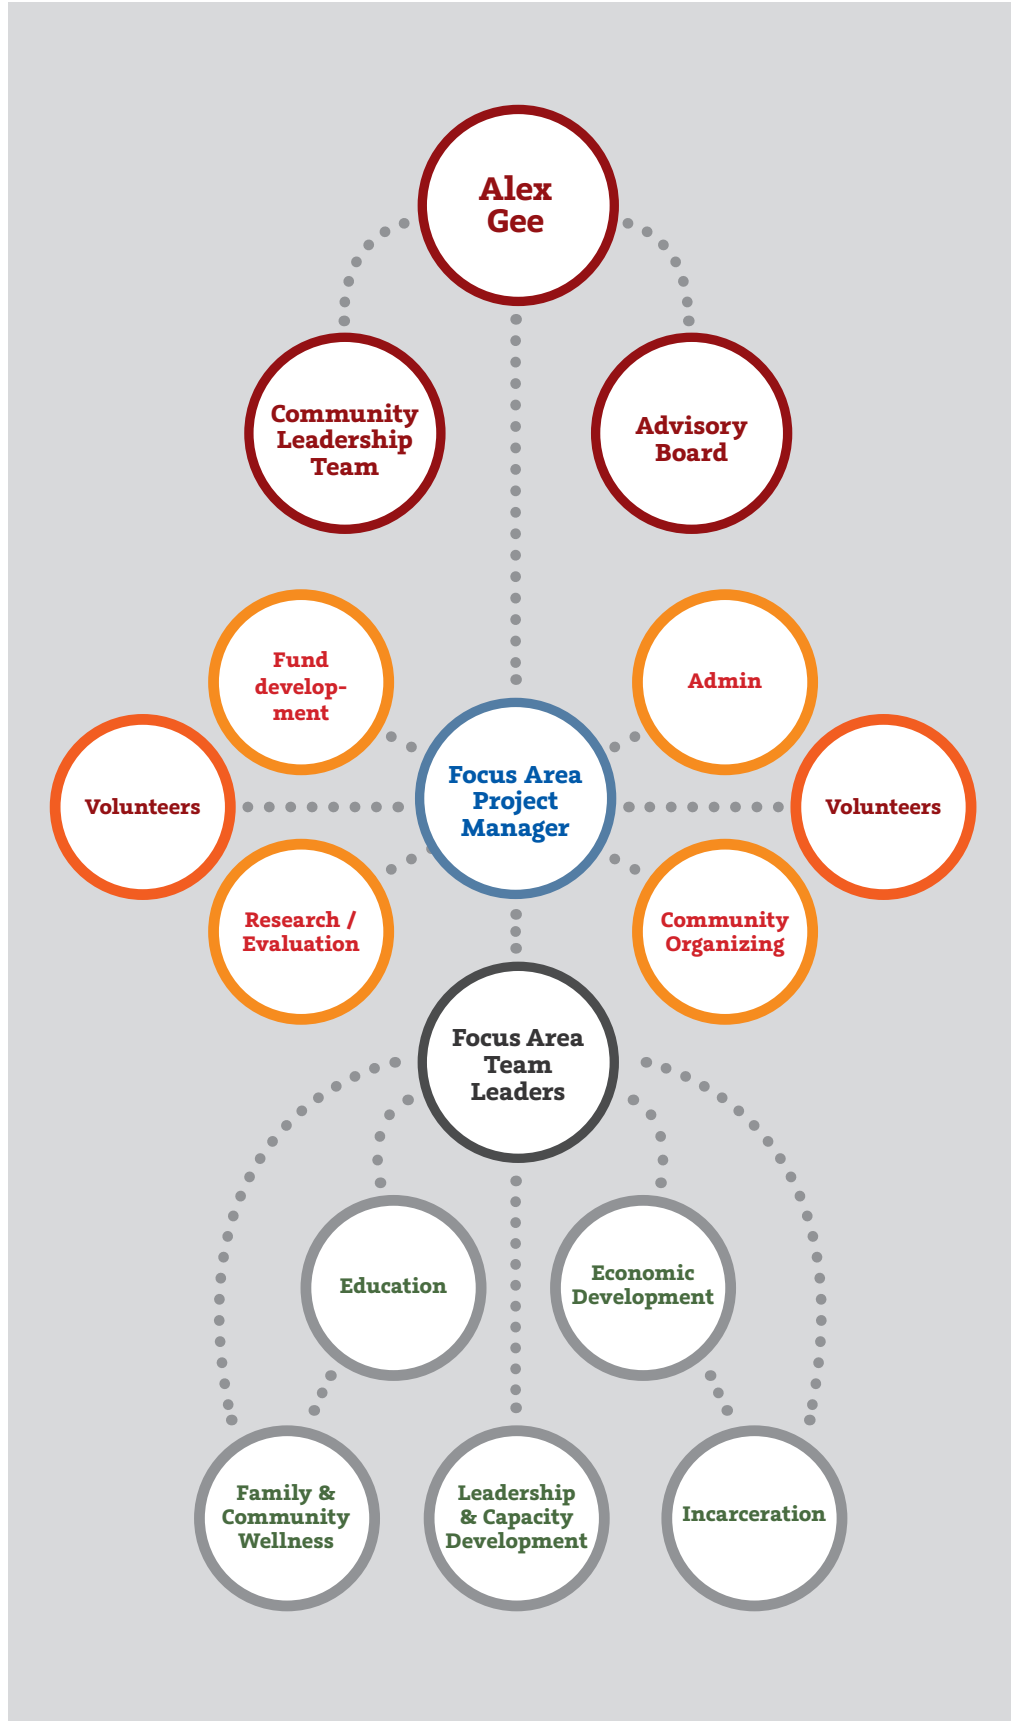 Alex
Gee
Community
Leadership
Team
Advisory
Board
Fund
develop-
ment
Admin
Volunteers
Focus Area
Project
Manager
Volunteers
Research /
Evaluation
Community
Organizing
Focus Area
Team
Leaders
Education
Economic
Development
Family &
Community
Wellness
Leadership
& Capacity
Development
Incarceration